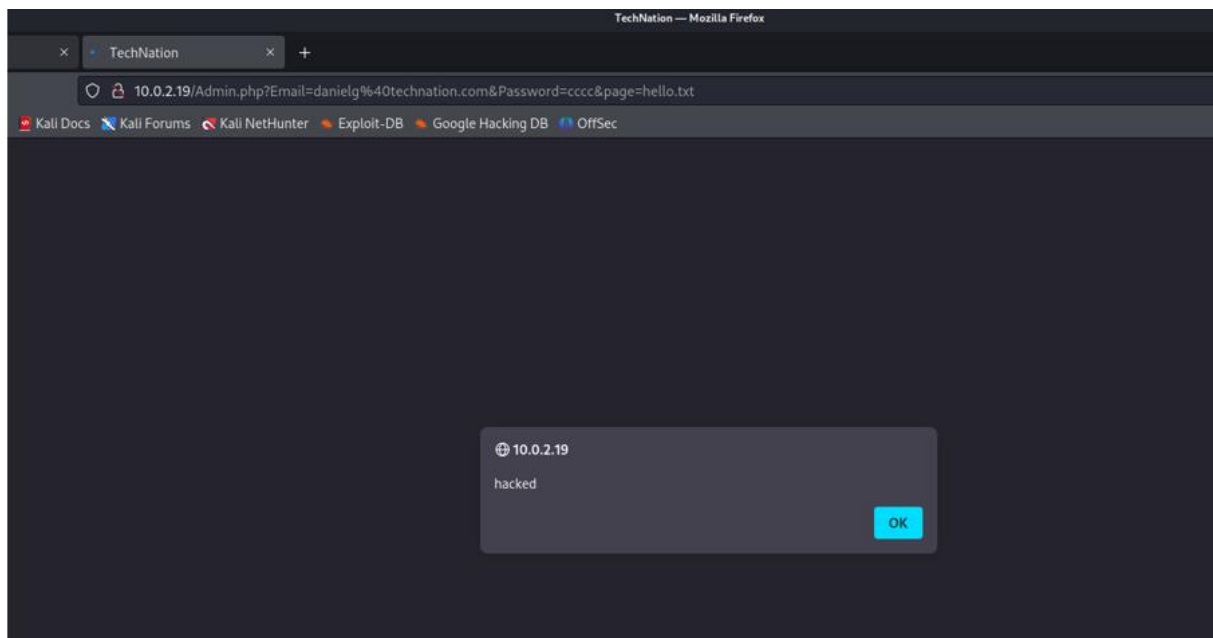 TechNation — Mozilla Firefox
TechNation
10.0.2.19/Admin.php?Email=danielg%40technation.com&Password=cccc&page=hello.txt
Kali Docs Kali Forums Kali NetHunter Exploit-DB Google Hacking DB OffSec
10.0.2.19
hacked
OK